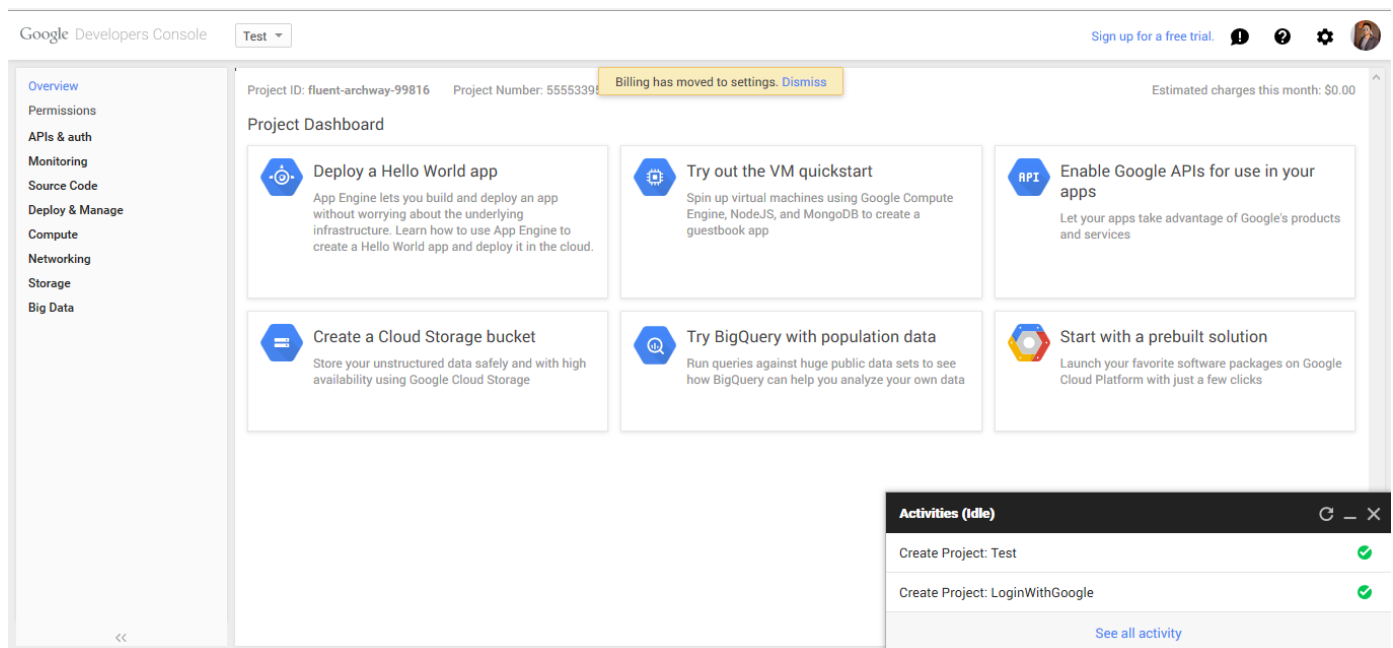 Google Developers Console
Test
Sign up for a free trial.
Overview
Permissions
APIs & auth
Monitoring
Source Code
Deploy & Manage
Compute
Networking
Storage
Big Data
Billing has moved to settings. Dismiss
Project ID: fluent-archway-99816 Project Number: 5555339
Estimated charges this month: $0.00
Project Dashboard
Deploy a Hello World app
App Engine lets you build and deploy an app
without worrying about the underlying
infrastructure. Learn how to use App Engine to
create a Hello World app and deploy it in the cloud.
Try out the VM quickstart
Spin up virtual machines using Google Compute
Engine, NodeJS, and MongoDB to create a
guestbook app
API
Enable Google APIs for use in your
apps
Let your apps take advantage of Google's products
and services
Create a Cloud Storage bucket
Store your unstructured data safely and with high
availability using Google Cloud Storage
Try BigQuery with population data
Run queries against huge public data sets to see
how BigQuery can help you analyze your own data
Start with a prebuilt solution
Launch your favorite software packages on Google
Cloud Platform with just a few clicks
Activities (Idle)
Create Project: Test
Create Project: LoginWithGoogle
See all activity